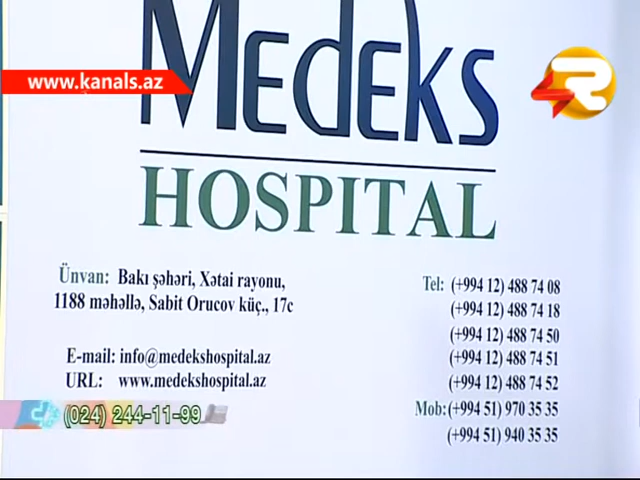 MEDEKS
www.kanals.az
HOSPITAL
Ünvan: Bakı şəhəri, Xətai rayonu,
1188 məhəllə, Sabit Orucov küç., 17c
E-mail: info@medekshospital.az
URL: www.medekshospital.az
Tel: (+994 12) 488 74 08
(+994 12) 488 74 18
(+994 12) 488 74 50
(+994 12) 488 74 51
(+994 12) 488 74 52
Mob:(+994 51) 970 35 35
(+994 51) 940 35 35
(024) 244-11-99